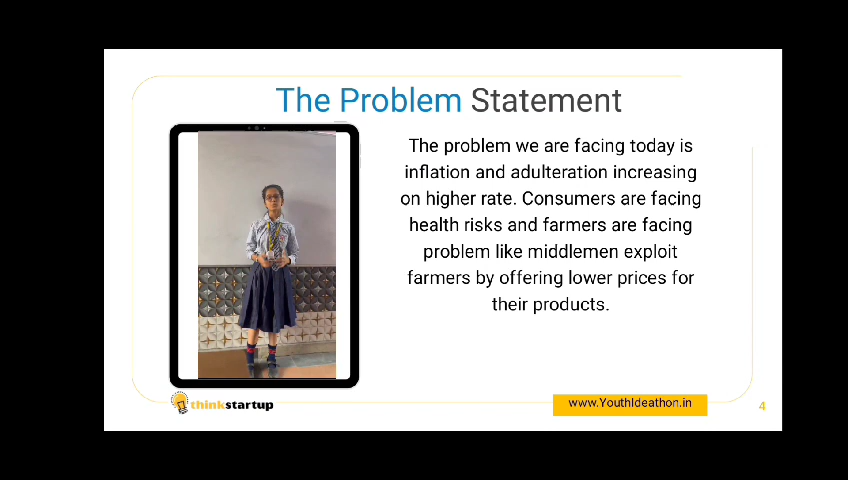 The Problem Statement
The problem we are facing today is
inflation and adulteration increasing
on higher rate. Consumers are facing
health risks and farmers are facing
problem like middlemen exploit
farmers by offering lower prices for
their products.
thinkstartup
www.YouthIdeathon.in
4